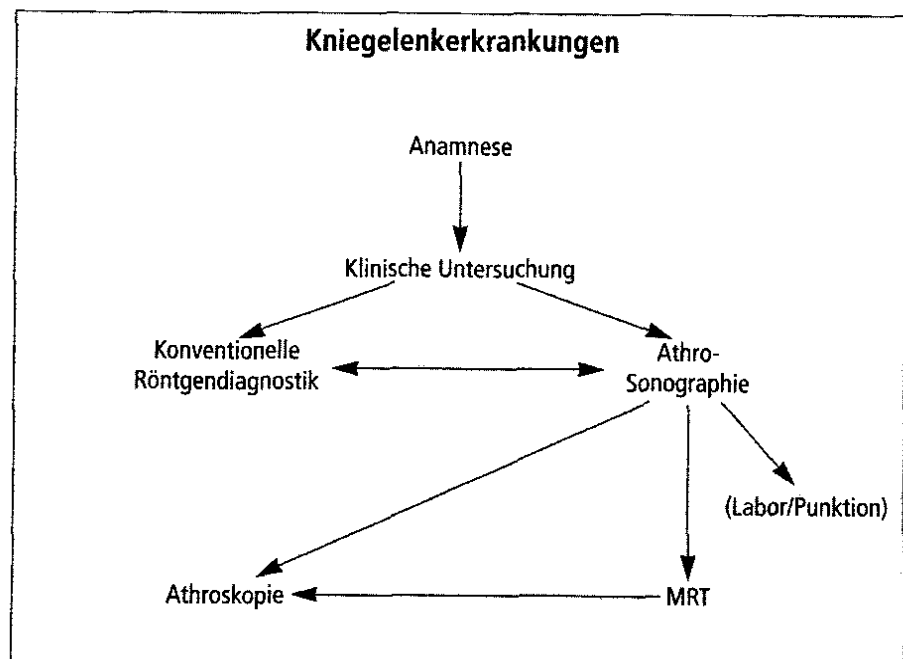 Kniegelenkerkrankungen
Anamnese
Klinische Untersuchung
Konventionelle
Röntgendiagnostik
Athro-
Sonographie
(Labor/Punktion)
Athroskopie
MRT